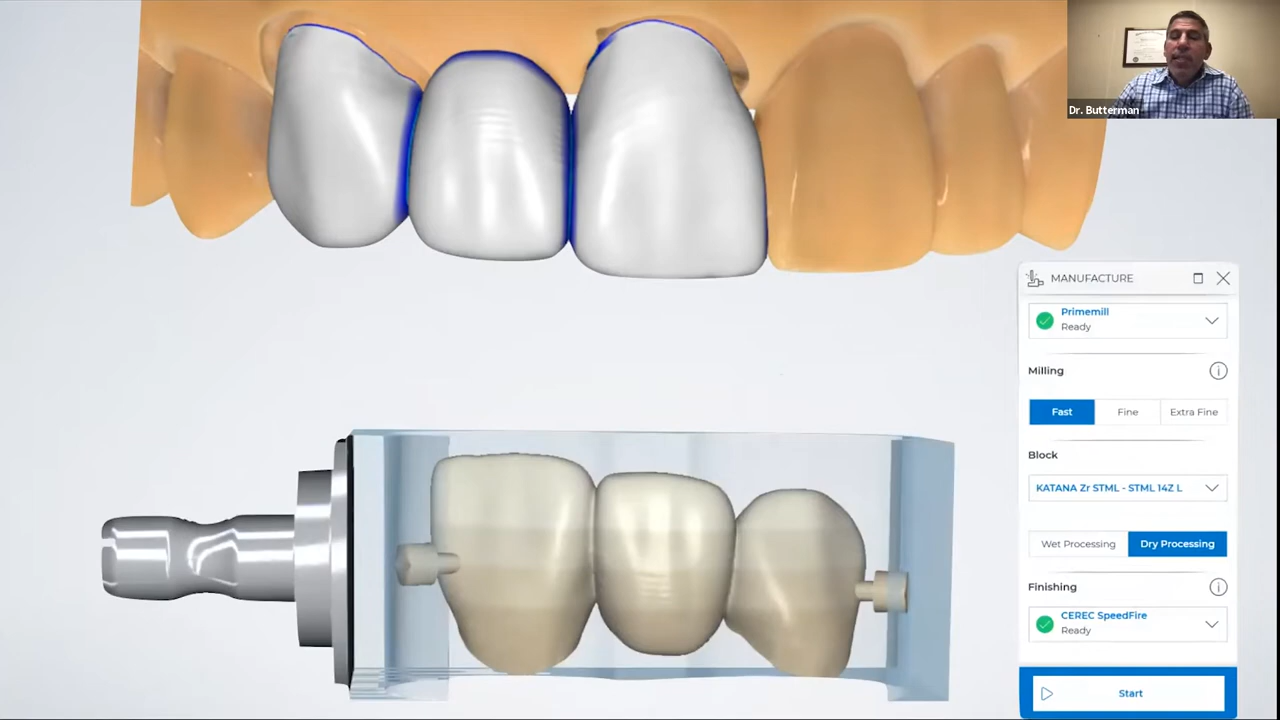 Dr. Butterman
MANUFACTURE
Primemill
Ready
Milling
Fast
Fine
Extra Fine
Block
KATANA Zr STML - STML 14Z L
Wet Processing
Dry Processing
Finishing
CEREC SpeedFire
Ready
Start